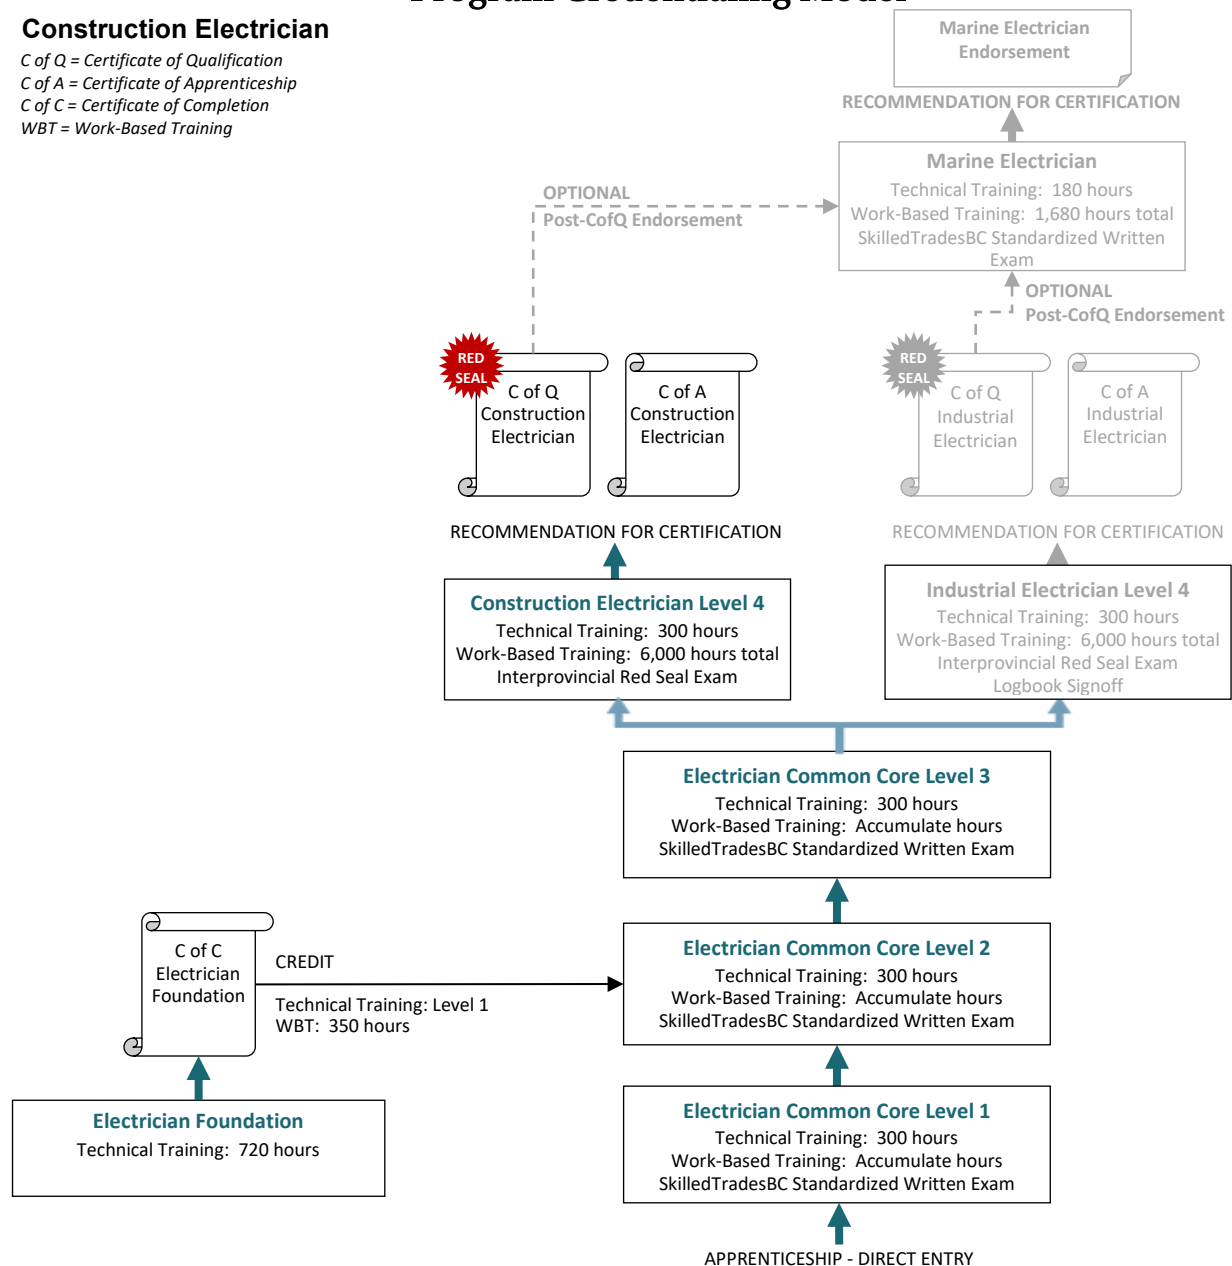 Program Credentialing Model
Construction Electrician
C of Q = Certificate of Qualification
C of A = Certificate of Apprenticeship
C of C = Certificate of Completion
WBT = Work-Based Training
Marine Electrician
Endorsement
RECOMMENDATION FOR CERTIFICATION
Marine Electrician
Technical Training: 180 hours
Work-Based Training: 1,680 hours total
SkilledTradesBC Standardized Written
Exam
OPTIONAL
Post-CofQ Endorsement
OPTIONAL
Post-CofQ Endorsement
RED
SEAL
C of Q
Construction
Electrician
C of A
Construction
Electrician
RED
SEAL
C of Q
Industrial
Electrician
C of A
Industrial
Electrician
RECOMMENDATION FOR CERTIFICATION
RECOMMENDATION FOR CERTIFICATION
Construction Electrician Level 4
Technical Training: 300 hours
Work-Based Training: 6,000 hours total
Interprovincial Red Seal Exam
Industrial Electrician Level 4
Technical Training: 300 hours
Work-Based Training: 6,000 hours total
Interprovincial Red Seal Exam
Logbook Signoff
Electrician Common Core Level 3
Technical Training: 300 hours
Work-Based Training: Accumulate hours
SkilledTradesBC Standardized Written Exam
C of C
Electrician
Foundation
CREDIT
Technical Training: Level 1
WBT: 350 hours
Electrician Common Core Level 2
Technical Training: 300 hours
Work-Based Training: Accumulate hours
SkilledTradesBC Standardized Written Exam
Electrician Foundation
Technical Training: 720 hours
Electrician Common Core Level 1
Technical Training: 300 hours
Work-Based Training: Accumulate hours
SkilledTradesBC Standardized Written Exam
APPRENTICESHIP - DIRECT ENTRY